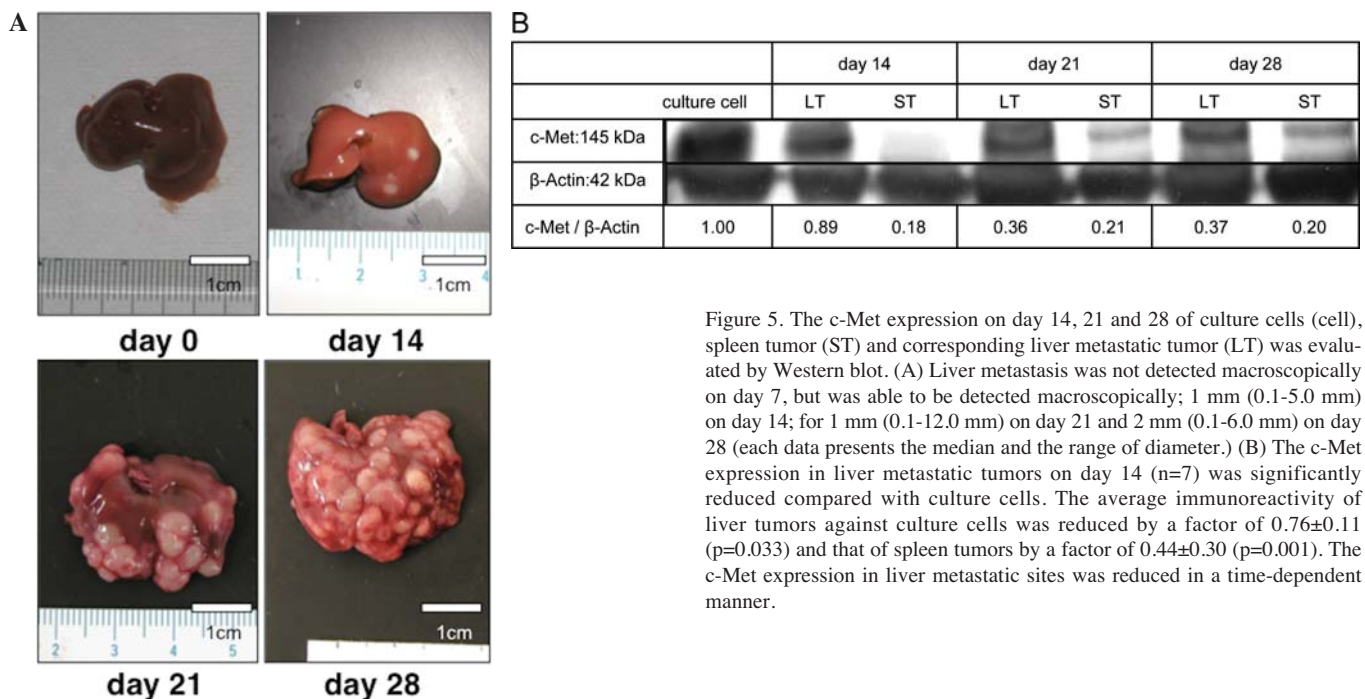 A
1cm
day 0
1 2 3 4
1cm
day 14
2 3 4 5
1cm
day 21
1cm
day 28
B
day 14 day 21 day 28
culture cell LT ST LT ST LT ST
c-Met:145 kDa
β-Actin:42 kDa
c-Met / β-Actin 1.00 0.89 0.18 0.36 0.21 0.37 0.20
Figure 5. The c-Met expression on day 14, 21 and 28 of culture cells (cell),
spleen tumor (ST) and corresponding liver metastatic tumor (LT) was evalu-
ated by Western blot. (A) Liver metastasis was not detected macroscopically
on day 7, but was able to be detected macroscopically; 1 mm (0.1-5.0 mm)
on day 14; for 1 mm (0.1-12.0 mm) on day 21 and 2 mm (0.1-6.0 mm) on day
28 (each data presents the median and the range of diameter.) (B) The c-Met
expression in liver metastatic tumors on day 14 (n=7) was significantly
reduced compared with culture cells. The average immunoreactivity of
liver tumors against culture cells was reduced by a factor of 0.76±0.11
(p=0.033) and that of spleen tumors by a factor of 0.44±0.30 (p=0.001). The
c-Met expression in liver metastatic sites was reduced in a time-dependent
manner.